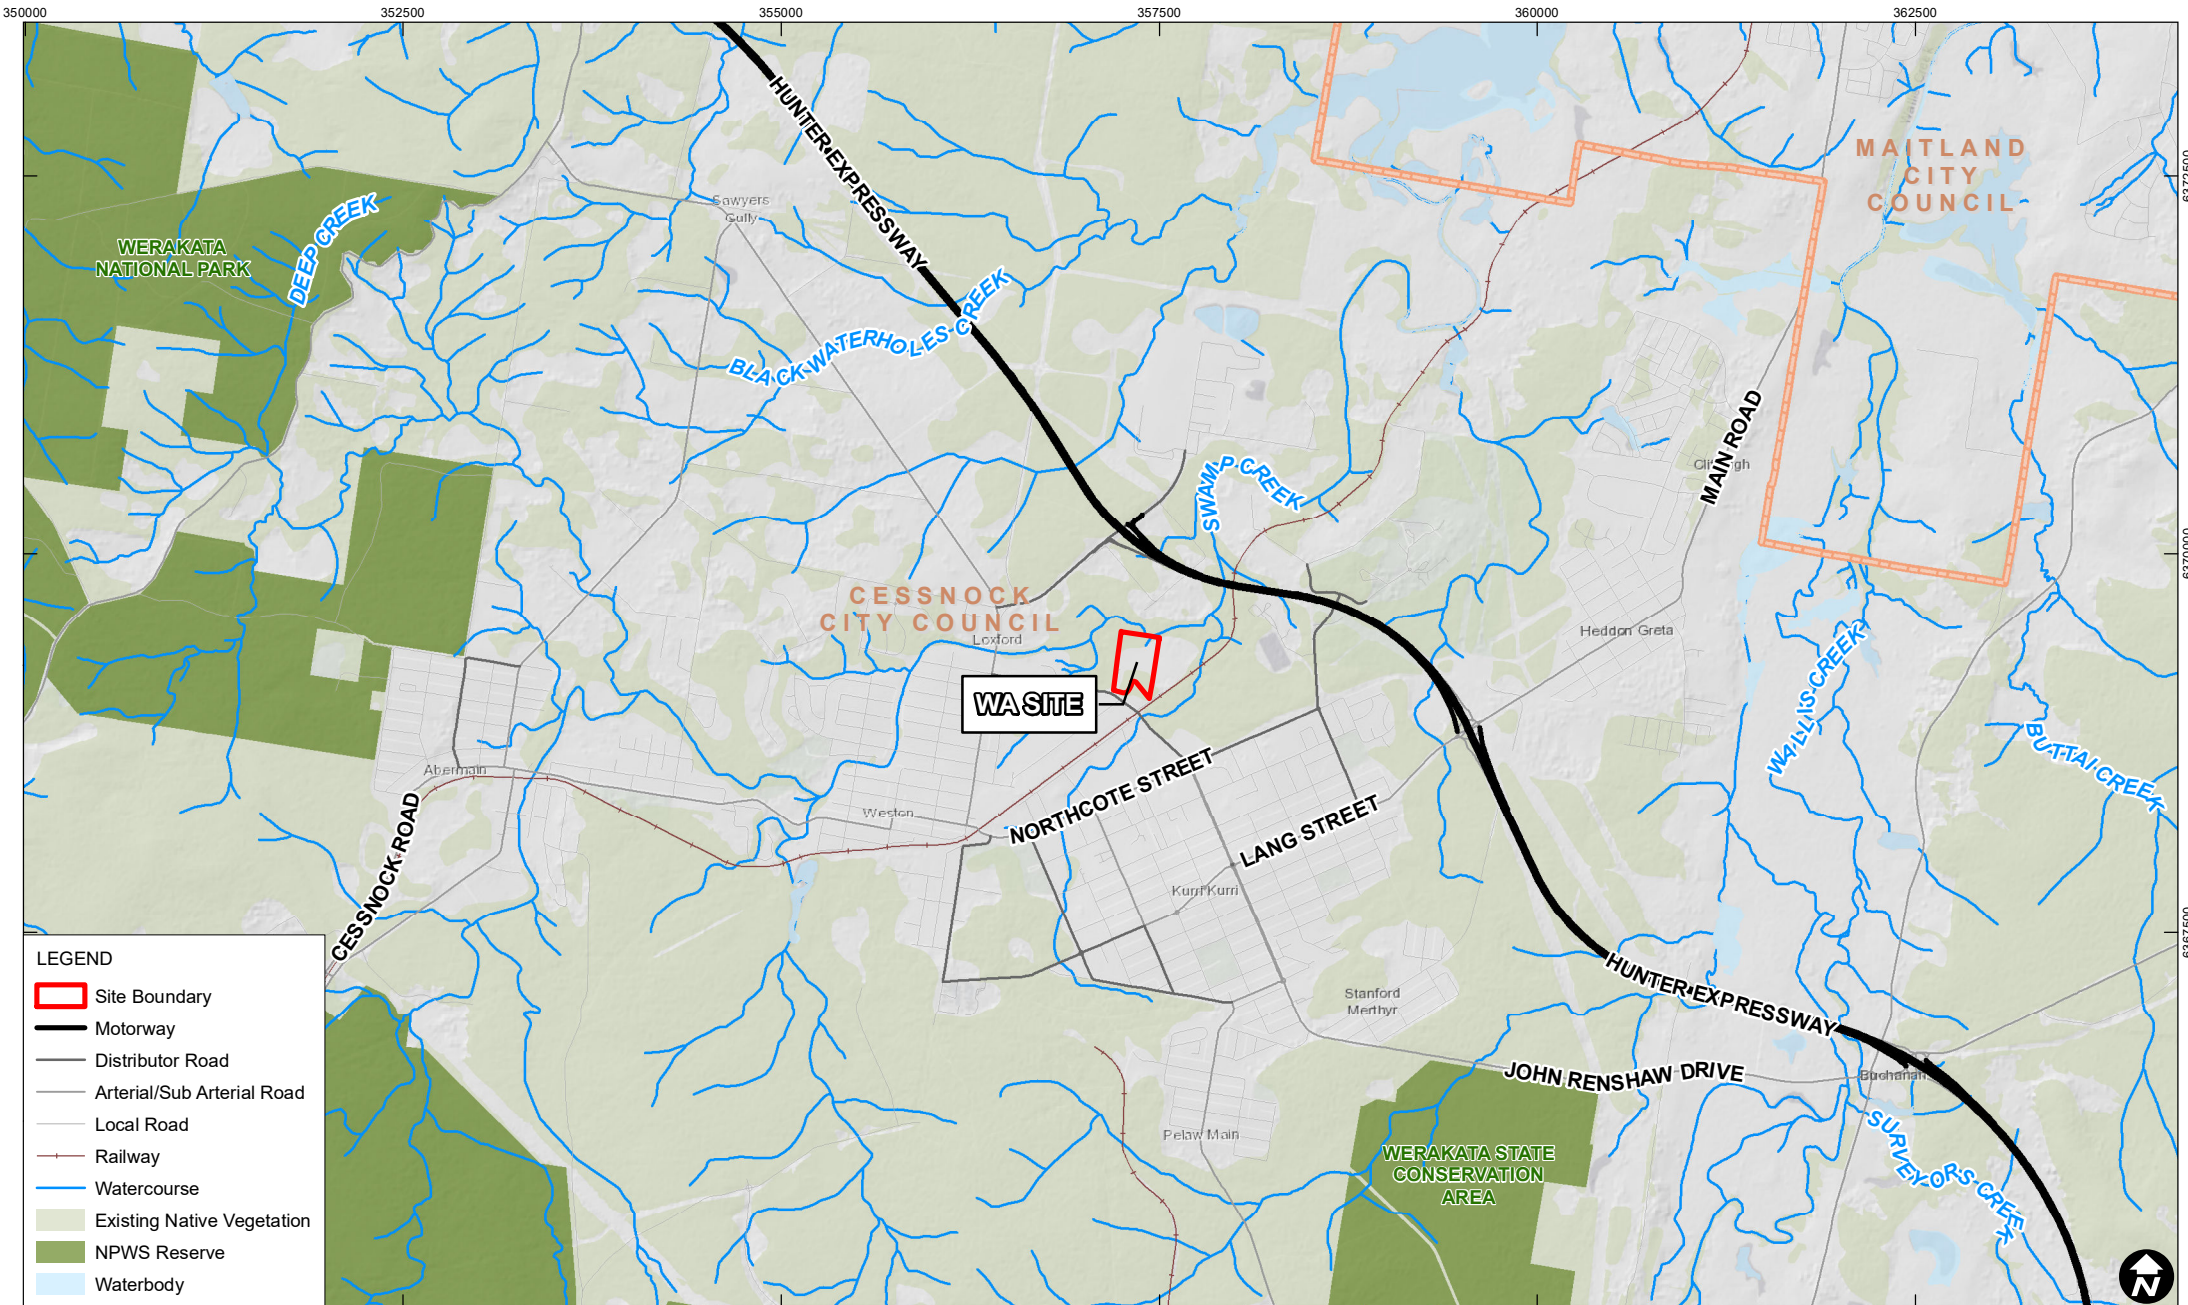 350000
352500
355000
357500
360000
362500
HUNTER EXPRESSWAY
MAITLAND
CITY
COUNCIL
6372500
Sawyers
Gully
DEEP CREEK
WERAKATA
NATIONAL PARK
BLACK WATERHOLES CREEK
MAIN ROAD
Cliftleigh
SWAMP CREEK
6370000
CESSNOCK
CITY COUNCIL
Loxford
Heddon Greta
WALLIS CREEK
WA SITE
BUTTAI CREEK
Abermain
NORTHCOTE STREET
Weston
LANG STREET
CESSNOCK ROAD
Kurri Kurri
6367500
HUNTER EXPRESSWAY
Stanford
Merthyr
JOHN RENSHAW DRIVE
Buchanan
SURVEYORS CREEK
Pelaw Main
WERAKATA STATE
CONSERVATION
AREA
LEGEND
Site Boundary
Motorway
Distributor Road
Arterial/Sub Arterial Road
Local Road
Railway
Watercourse
Existing Native Vegetation
NPWS Reserve
Waterbody
N